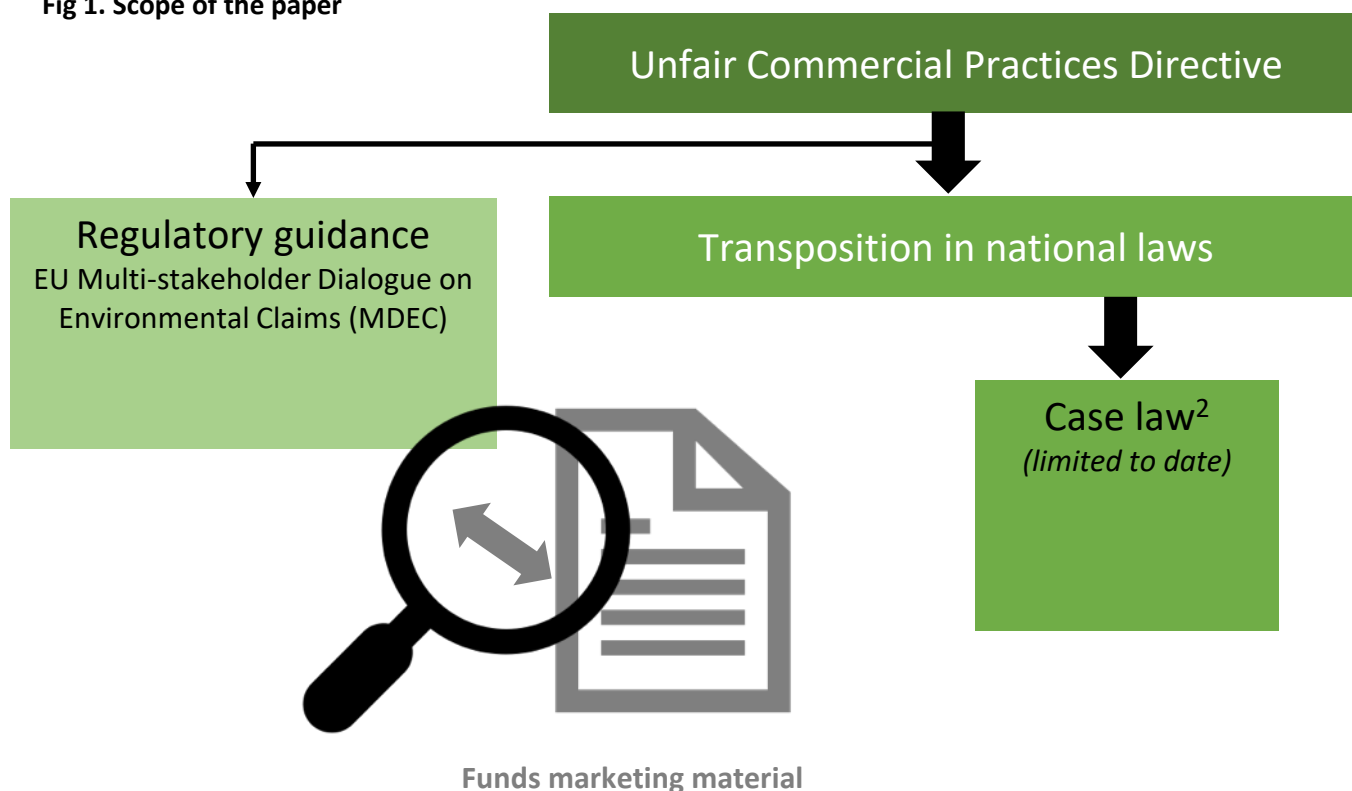 Fig 1. Scope of the paper
Unfair Commercial Practices Directive
Regulatory guidance
EU Multi-stakeholder Dialogue on
Environmental Claims (MDEC)
Transposition in national laws
Case law²
(limited to date)
Funds marketing material